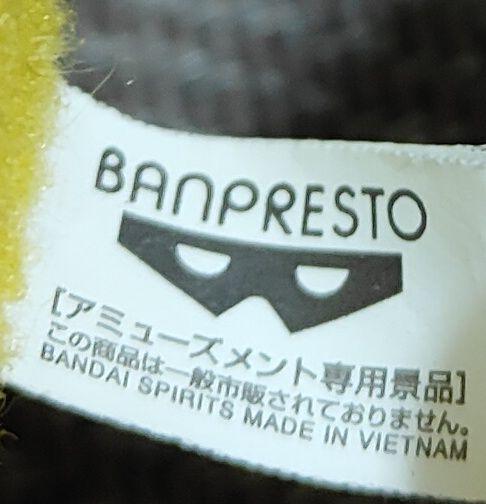 BANPRESTO
[アミューズメント専用景品]
この商品は一般市販されておりません。
BANDAI SPIRITS MADE IN VIETNAM